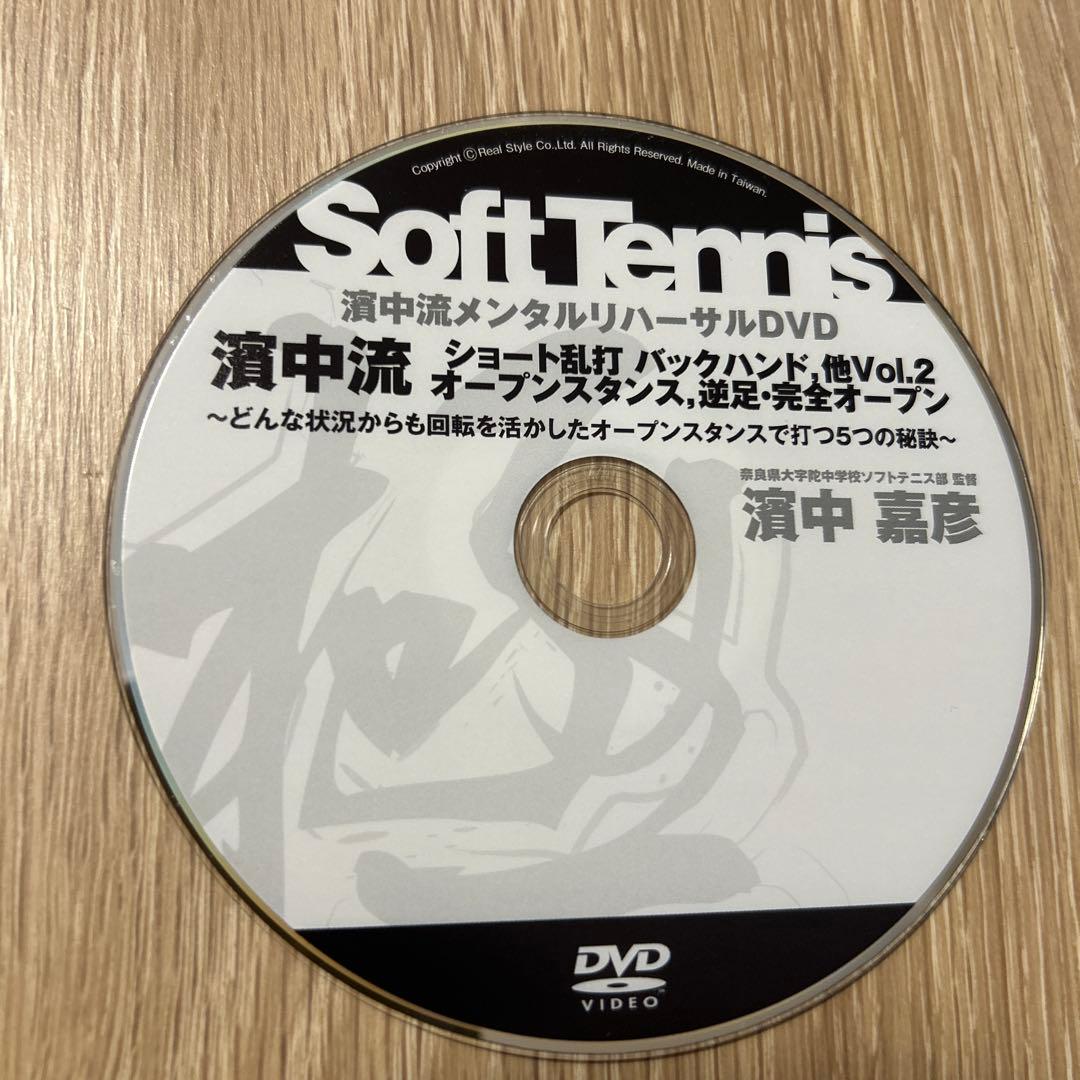 Copyright ©Real Style Co.,Ltd. All Rights Reserved. Made in Taiwan.
Soft Tennis
濱中流メンタルリハーサルDVD
濱中流 ショート乱打 バックハンド,他Vol.2
オープンスタンス,逆足・完全オープン
～どんな状況からも回転を活かしたオープンスタンスで打つ5つの秘訣～
奈良県大宇陀中学校ソフトテニス部 監督
濱中 嘉彦
DVD
VIDEO